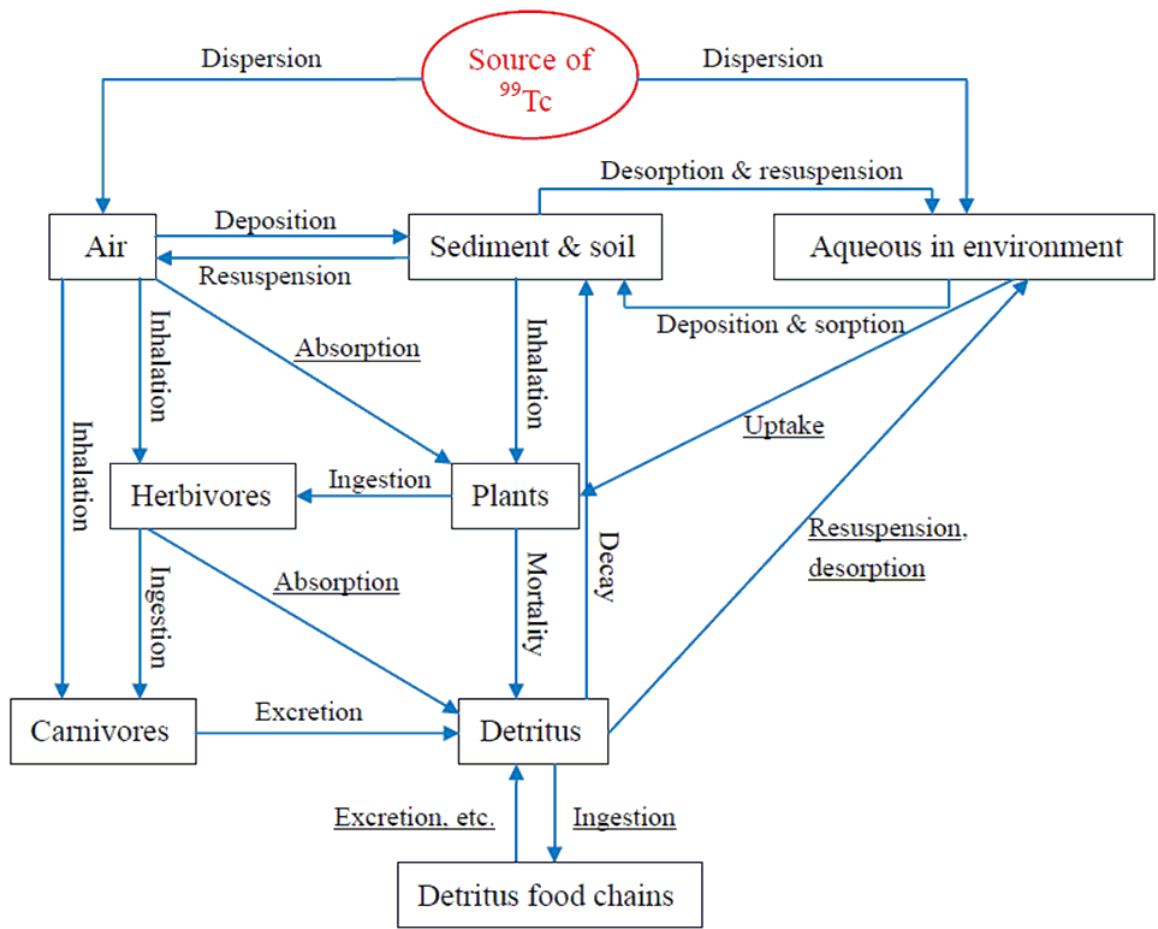 Dispersion
Source of
⁹⁹Tc
Dispersion
Desorption & resuspension
Air
Deposition
Resuspension
Sediment & soil
Aqueous in environment
Deposition & sorption
Inhalation
Inhalation
Absorption
Inhalation
Uptake
Herbivores
Ingestion
Plants
Resuspension,
desorption
Ingestion
Absorption
Mortality
Decay
Carnivores
Excretion
Detritus
Excretion, etc.
Ingestion
Detritus food chains